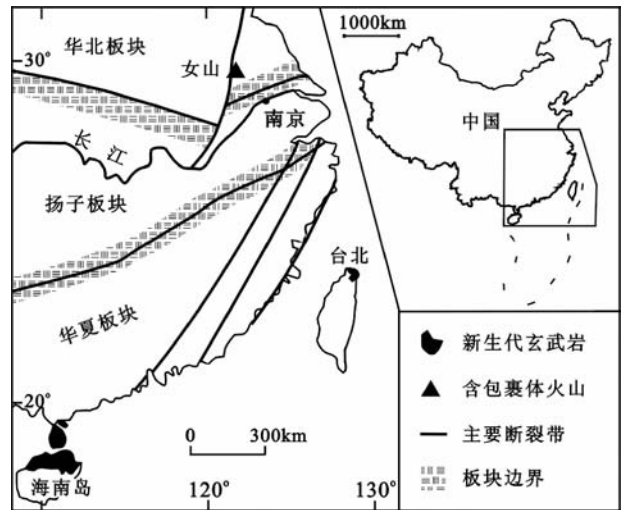 华北板块
1000km
30°
女山
南京
中国
长江
扬子板块
台北
华夏板块
新生代玄武岩
含包裹体火山
20°
0 300km
主要断裂带
海南岛
120°
130°
板块边界